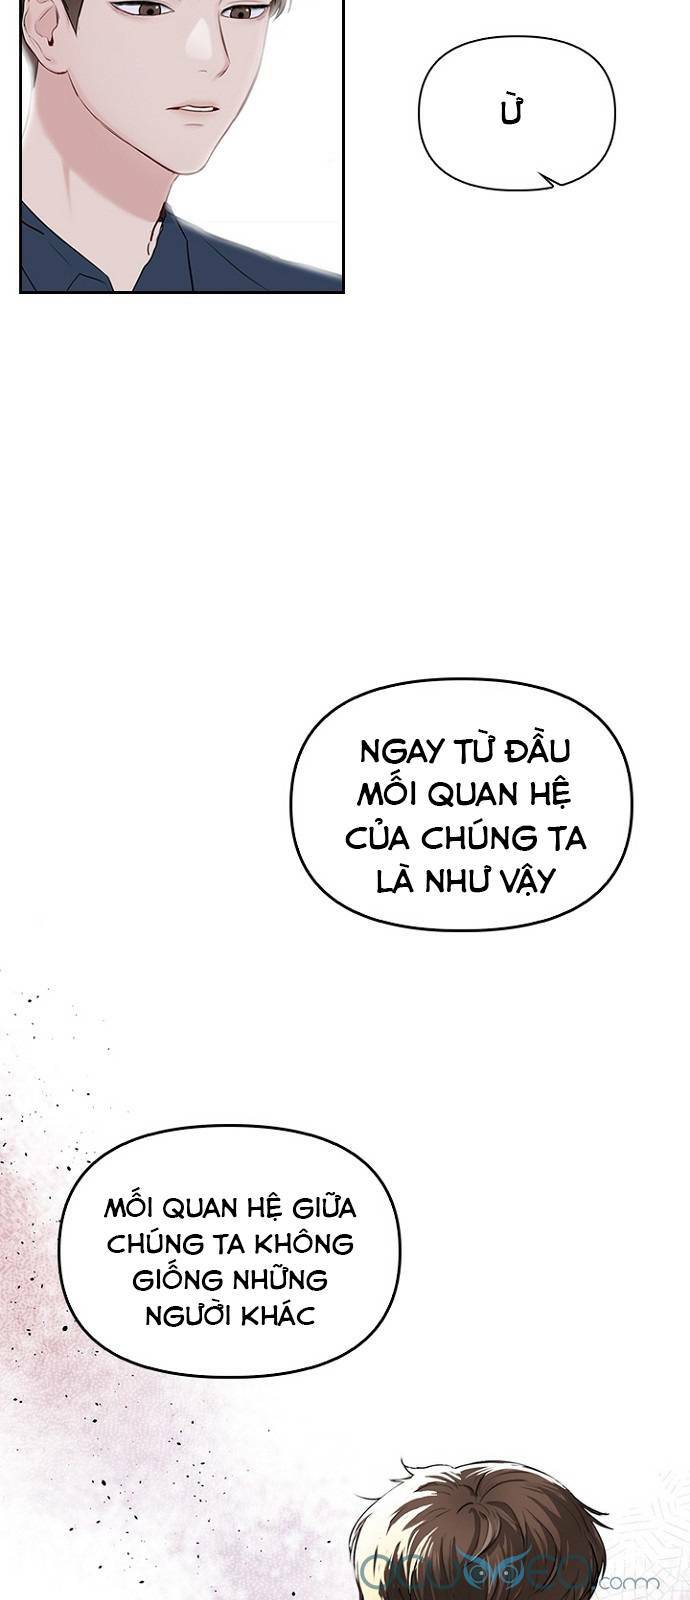 Ừ
NGAY TỪ ĐẦU
MỐI QUAN HỆ
CỦA CHÚNG TA
LÀ NHƯ VẬY
MỐI QUAN HỆ GIỮA
CHÚNG TA KHÔNG
GIỐNG NHỮNG
NGƯỜI KHÁC